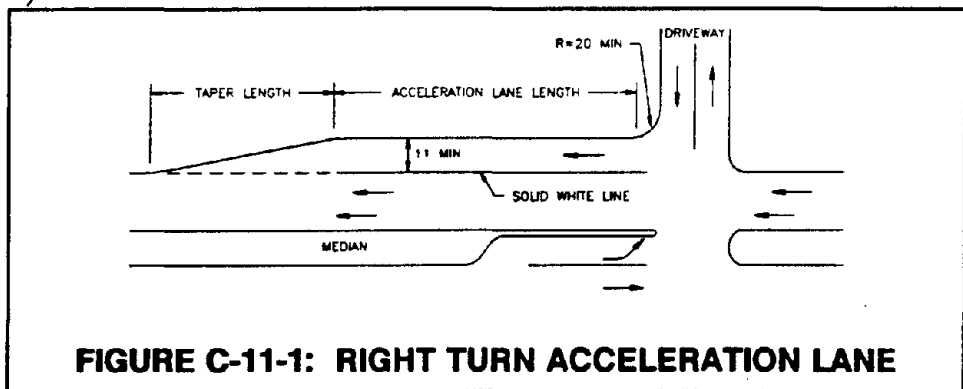 DRIVEWAY
R=20 MIN
TAPER LENGTH
ACCELERATION LANE LENGTH
11 MIN
SOLID WHITE LINE
MEDIAN
FIGURE C-11-1: RIGHT TURN ACCELERATION LANE